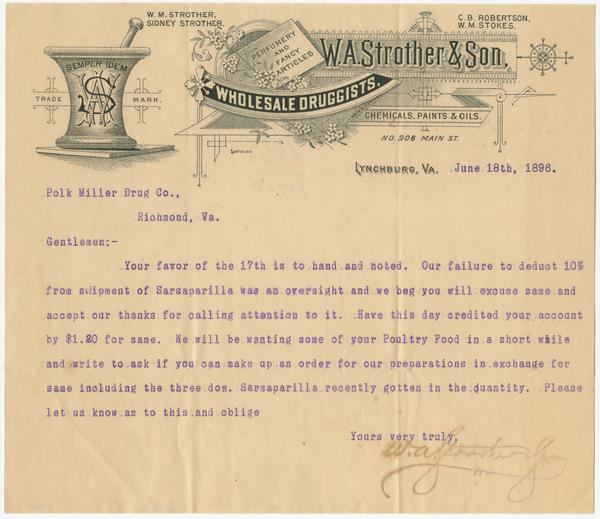 W. M. STROTHER,
SIDNEY STROTHER.
C. B. ROBERTSON,
W. M. STOKES.
SEMPER IDEM
TRADE MARK.
PERFUMERY
AND
FANCY
ARTICLES
W.A.Strother & Son,
WHOLESALE DRUGGISTS.
CHEMICALS, PAINTS & OILS.
NO. 906 MAIN ST.
LYNCHBURG, VA. June 18th, 1896.
Polk Miller Drug Co.,
Richmond, Va.
Gentlemen:-
Your favor of the 17th is to hand and noted. Our failure to deduct 10%
from shipment of Sarsaparilla was an oversight and we beg you will excuse same and
accept our thanks for calling attention to it. Have this day credited your account
by $1.20 for same. We will be wanting some of your Poultry Food in a short while
and write to ask if you can make up an order for our preparations in exchange for
same including the three doz. Sarsaparilla recently gotten in the quantity. Please
let us know as to this and oblige
Yours very truly,
W. A. Strother & Son